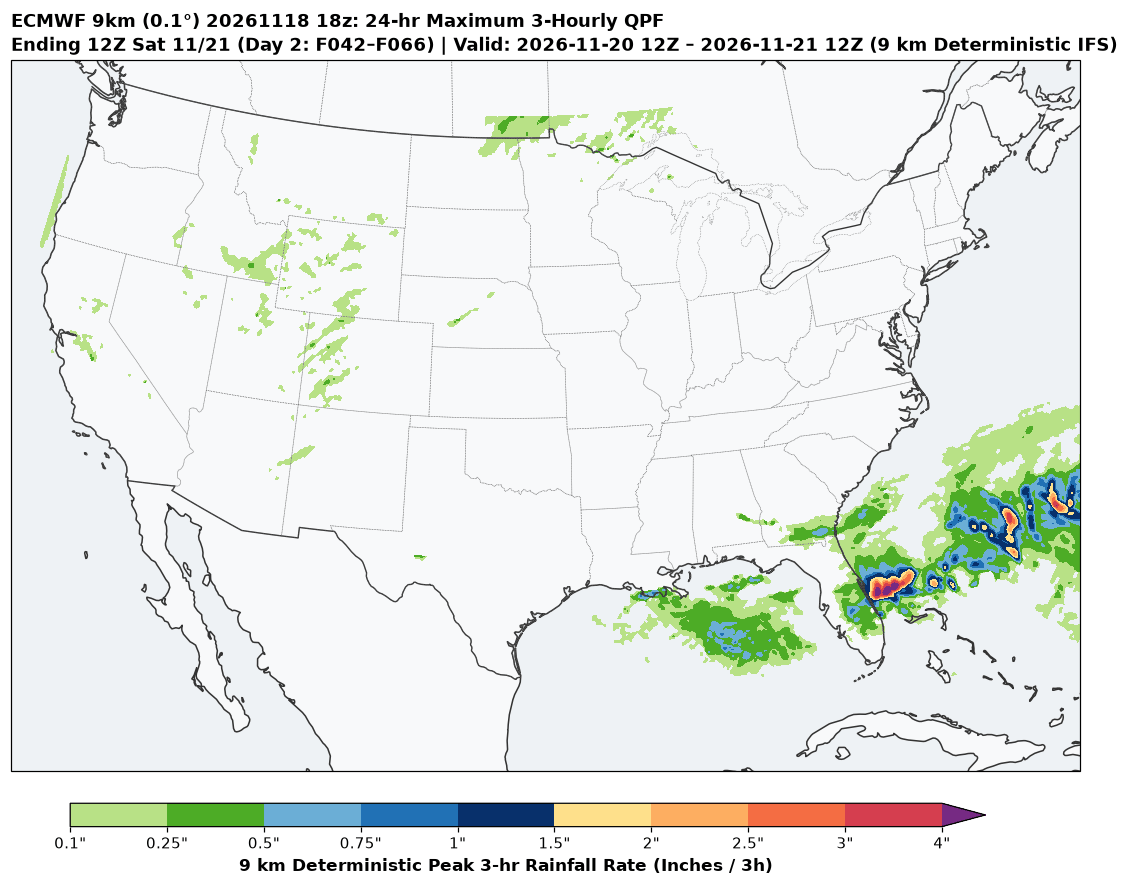 ECMWF 9km (0.1°) 20261118 18z: 24-hr Maximum 3-Hourly QPF
Ending 12Z Sat 11/21 (Day 2: F042–F066) | Valid: 2026-11-20 12Z – 2026-11-21 12Z (9 km Deterministic IFS)
0.1" 0.25" 0.5" 0.75" 1" 1.5" 2" 2.5" 3" 4"
9 km Deterministic Peak 3-hr Rainfall Rate (Inches / 3h)